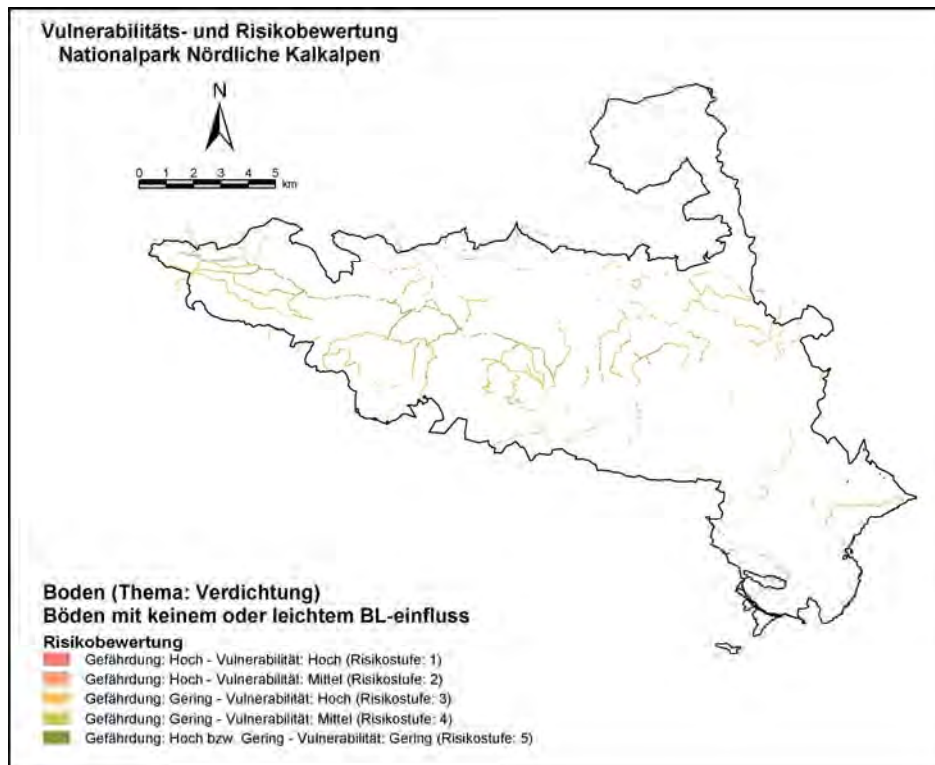 Vulnerabilitäts- und Risikobewertung
Nationalpark Nördliche Kalkalpen
N
0 1 2 3 4 5
km
Boden (Thema: Verdichtung)
Böden mit keinem oder leichtem BL-einfluss
Risikobewertung
Gefährdung: Hoch - Vulnerabilität: Hoch (Risikostufe: 1)
Gefährdung: Hoch - Vulnerabilität: Mittel (Risikostufe: 2)
Gefährdung: Gering - Vulnerabilität: Hoch (Risikostufe: 3)
Gefährdung: Gering - Vulnerabilität: Mittel (Risikostufe: 4)
Gefährdung: Hoch bzw. Gering - Vulnerabilität: Gering (Risikostufe: 5)